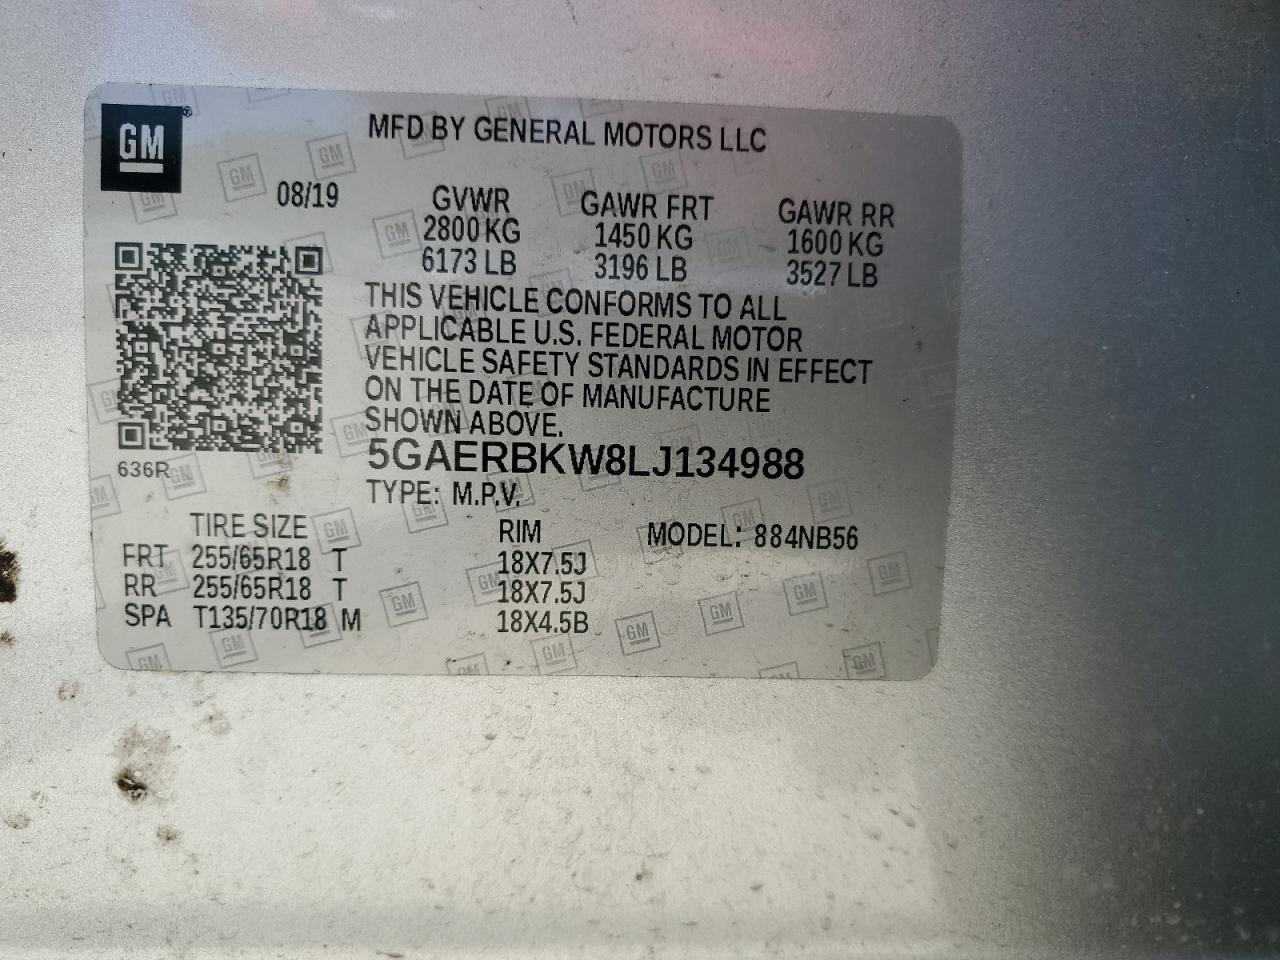 GM
MFD BY GENERAL MOTORS LLC
08/19 GVWR GAWR FRT GAWR RR
2800 KG 1450 KG 1600 KG
6173 LB 3196 LB 3527 LB
THIS VEHICLE CONFORMS TO ALL
APPLICABLE U.S. FEDERAL MOTOR
VEHICLE SAFETY STANDARDS IN EFFECT
ON THE DATE OF MANUFACTURE
SHOWN ABOVE.
636R
5GAERBKW8LJ134988
TYPE: M.P.V.
TIRE SIZE RIM MODEL: 884NB56
FRT 255/65R18 T 18X7.5J
RR 255/65R18 T 18X7.5J
SPA T135/70R18 M 18X4.5B